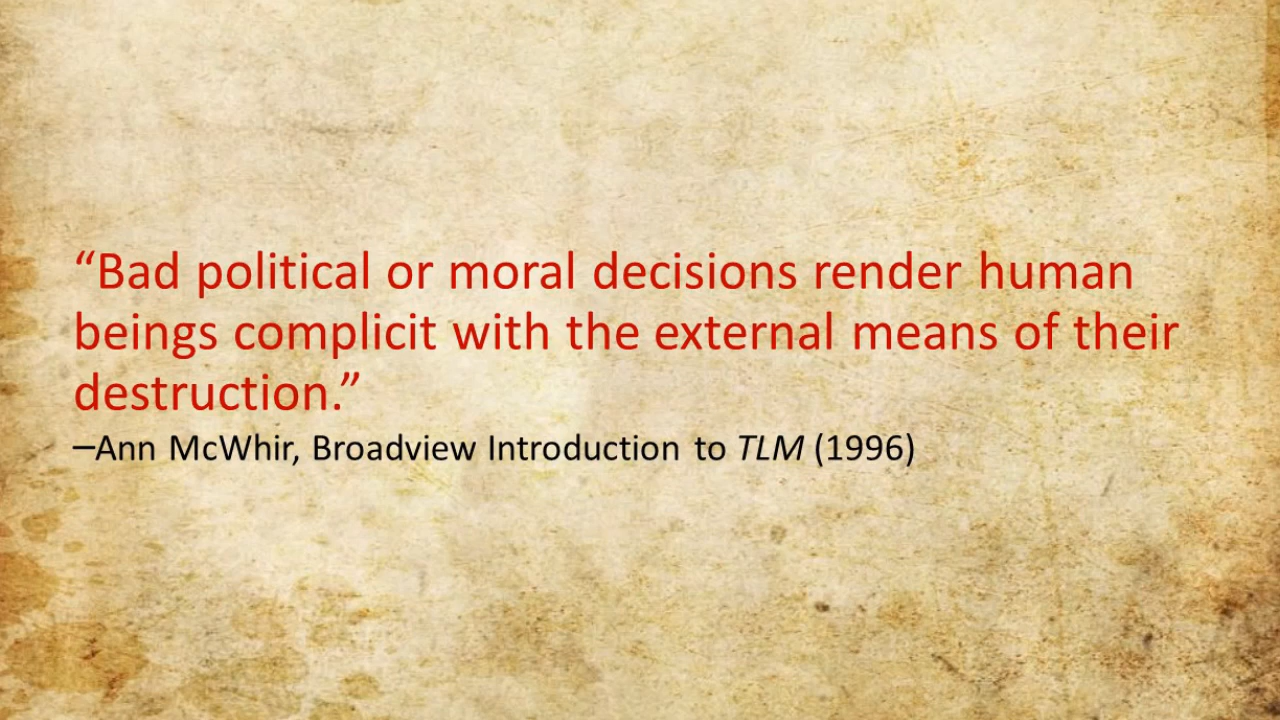 “Bad political or moral decisions render human
beings complicit with the external means of their
destruction.”
–Ann McWhir, Broadview Introduction to TLM (1996)